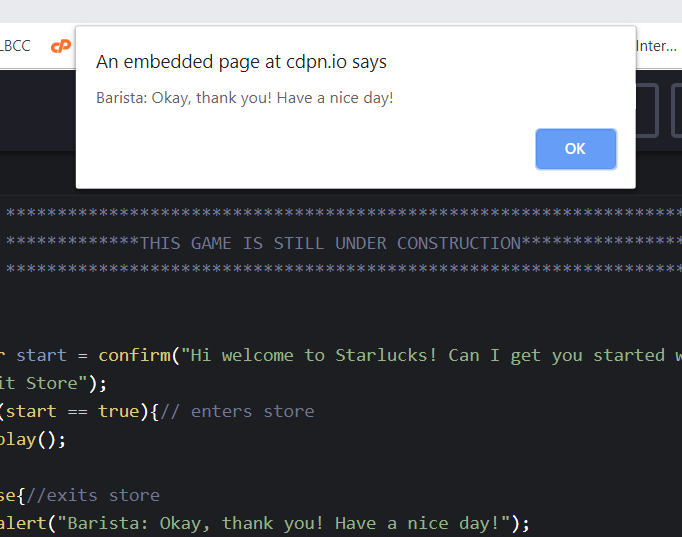 LBCC
Inter...
An embedded page at cdpn.io says
Barista: Okay, thank you! Have a nice day!
OK
*****************************************************************
*************THIS GAME IS STILL UNDER CONSTRUCTION****************
*****************************************************************
r start = confirm("Hi welcome to Starlucks! Can I get you started w
it Store");
(start == true){// enters store
play();
se{//exits store
alert("Barista: Okay, thank you! Have a nice day!");